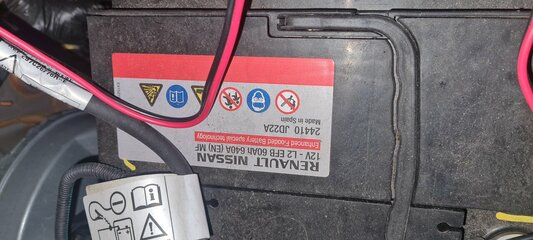 RENAULT NISSAN
12V - L2 EFB 60Ah 640A (EN) MF
Enhanced Flooded Battery special technology
24410 JD22A
Made in Spain